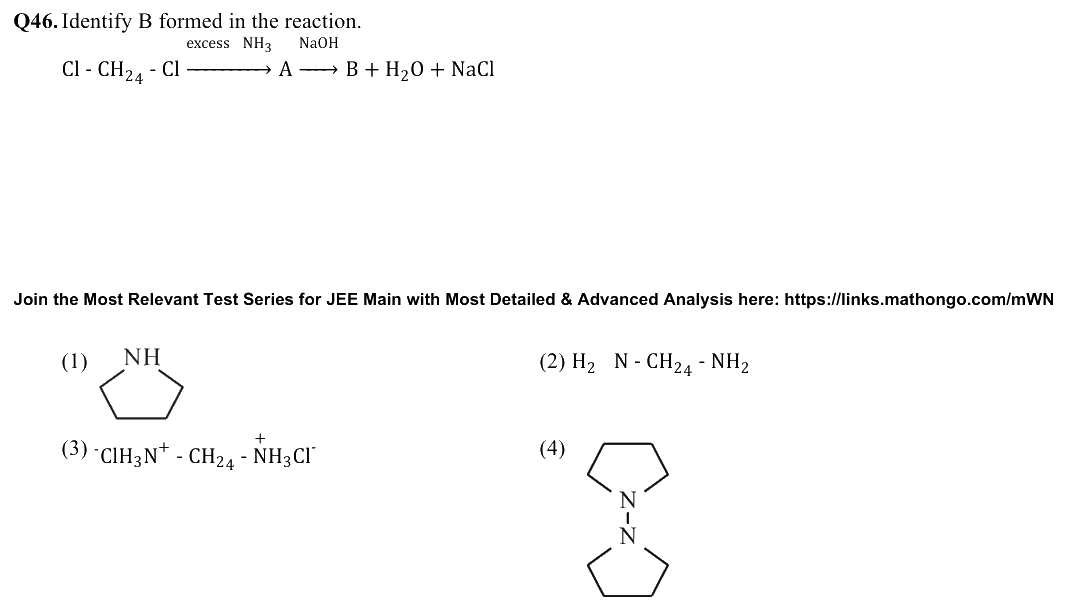 Q46. Identify B formed in the reaction.
excess NH₃ NaOH
Cl - CH₂₄ - Cl ⟶ A ⟶ B + H₂O + NaCl
Join the Most Relevant Test Series for JEE Main with Most Detailed & Advanced Analysis here: https://links.mathongo.com/mWN
(1) NH
(2) H₂ N - CH₂₄ - NH₂
(3) ⁻ClH₃N⁺ - CH₂₄ - N⁺H₃Cl⁻
(4)
N
N